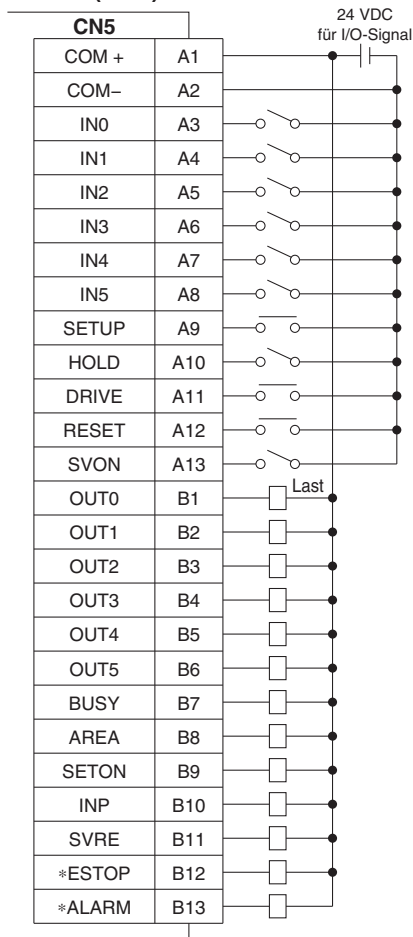 24 VDC
für I/O-Signal
CN5
COM + A1
COM– A2
IN0 A3
IN1 A4
IN2 A5
IN3 A6
IN4 A7
IN5 A8
SETUP A9
HOLD A10
DRIVE A11
RESET A12
SVON A13
OUT0 B1 Last
OUT1 B2
OUT2 B3
OUT3 B4
OUT4 B5
OUT5 B6
BUSY B7
AREA B8
SETON B9
INP B10
SVRE B11
∗ESTOP B12
∗ALARM B13